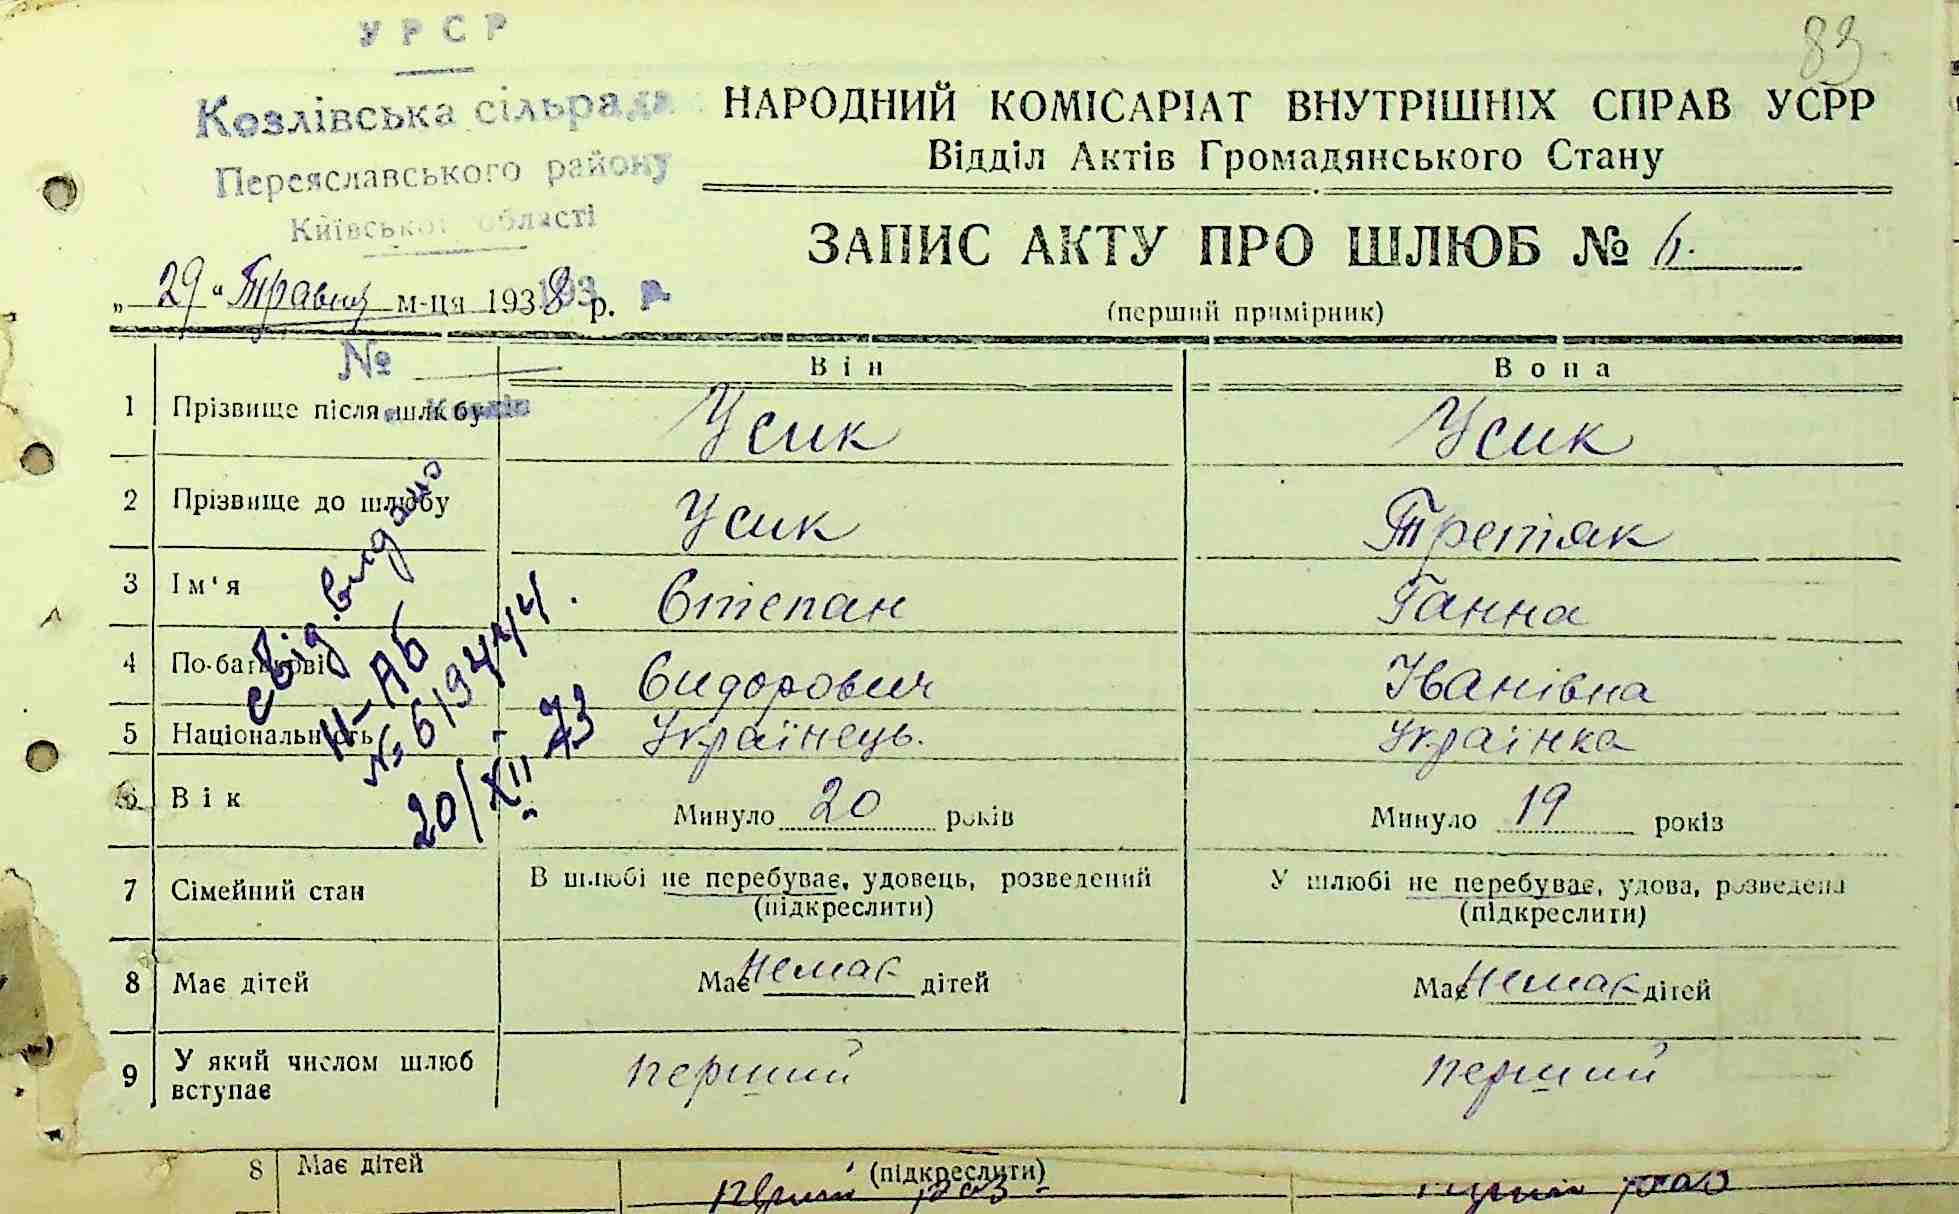 УРСР
83
Козлівська сільрада
Переяславського району
Київської області
НАРОДНИЙ КОМІСАРІАТ ВНУТРІШНІХ СПРАВ УСРР
Відділ Актів Громадянського Стану
ЗАПИС АКТУ ПРО ШЛЮБ № 6.
(перший примірник)
„ 29 “ Травня м-ця 1938 р.
193 р.
№
Він
Вона
1 Прізвище після шлюбу Усик Усик
2 Прізвище до шлюбу Усик Третяк
3 Ім'я Степан Ганна
4 По-батькові Сидорович Іванівна
5 Національність Українець. Українка
6 Вік Минуло 20 років Минуло 19 років
7 Сімейний стан В шлюбі не перебуває, удовець, розведений У шлюбі не перебуває, удова, розведена
(підкреслити) (підкреслити)
8 Має дітей Має немає дітей Має немає дітей
9 У який числом шлюб вступає перший перший
свід. видано
II-АБ
20/XII-73
8 Має дітей (підкреслити)